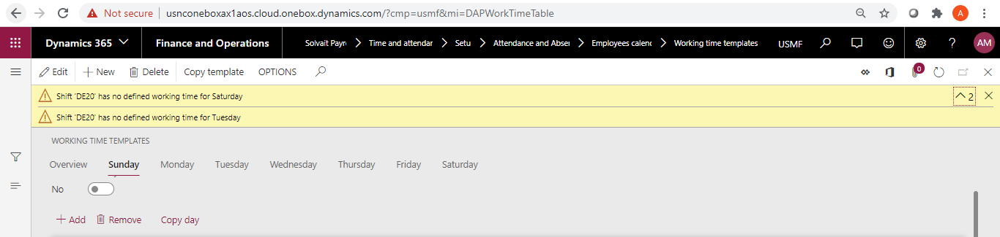 Not secure usnconeboxax1aos.cloud.onebox.dynamics.com/?cmp=usmf&mi=DAPWorkTimeTable A
Dynamics 365 Finance and Operations Solvait Payr Time and attendar Setu Attendance and Abse Employees calend Working time templates USMF ? AM
Edit New Delete Copy template OPTIONS 0
Shift 'DE20' has no defined working time for Saturday 2
Shift 'DE20' has no defined working time for Tuesday
WORKING TIME TEMPLATES
Overview Sunday Monday Tuesday Wednesday Thursday Friday Saturday
No
Add Remove Copy day